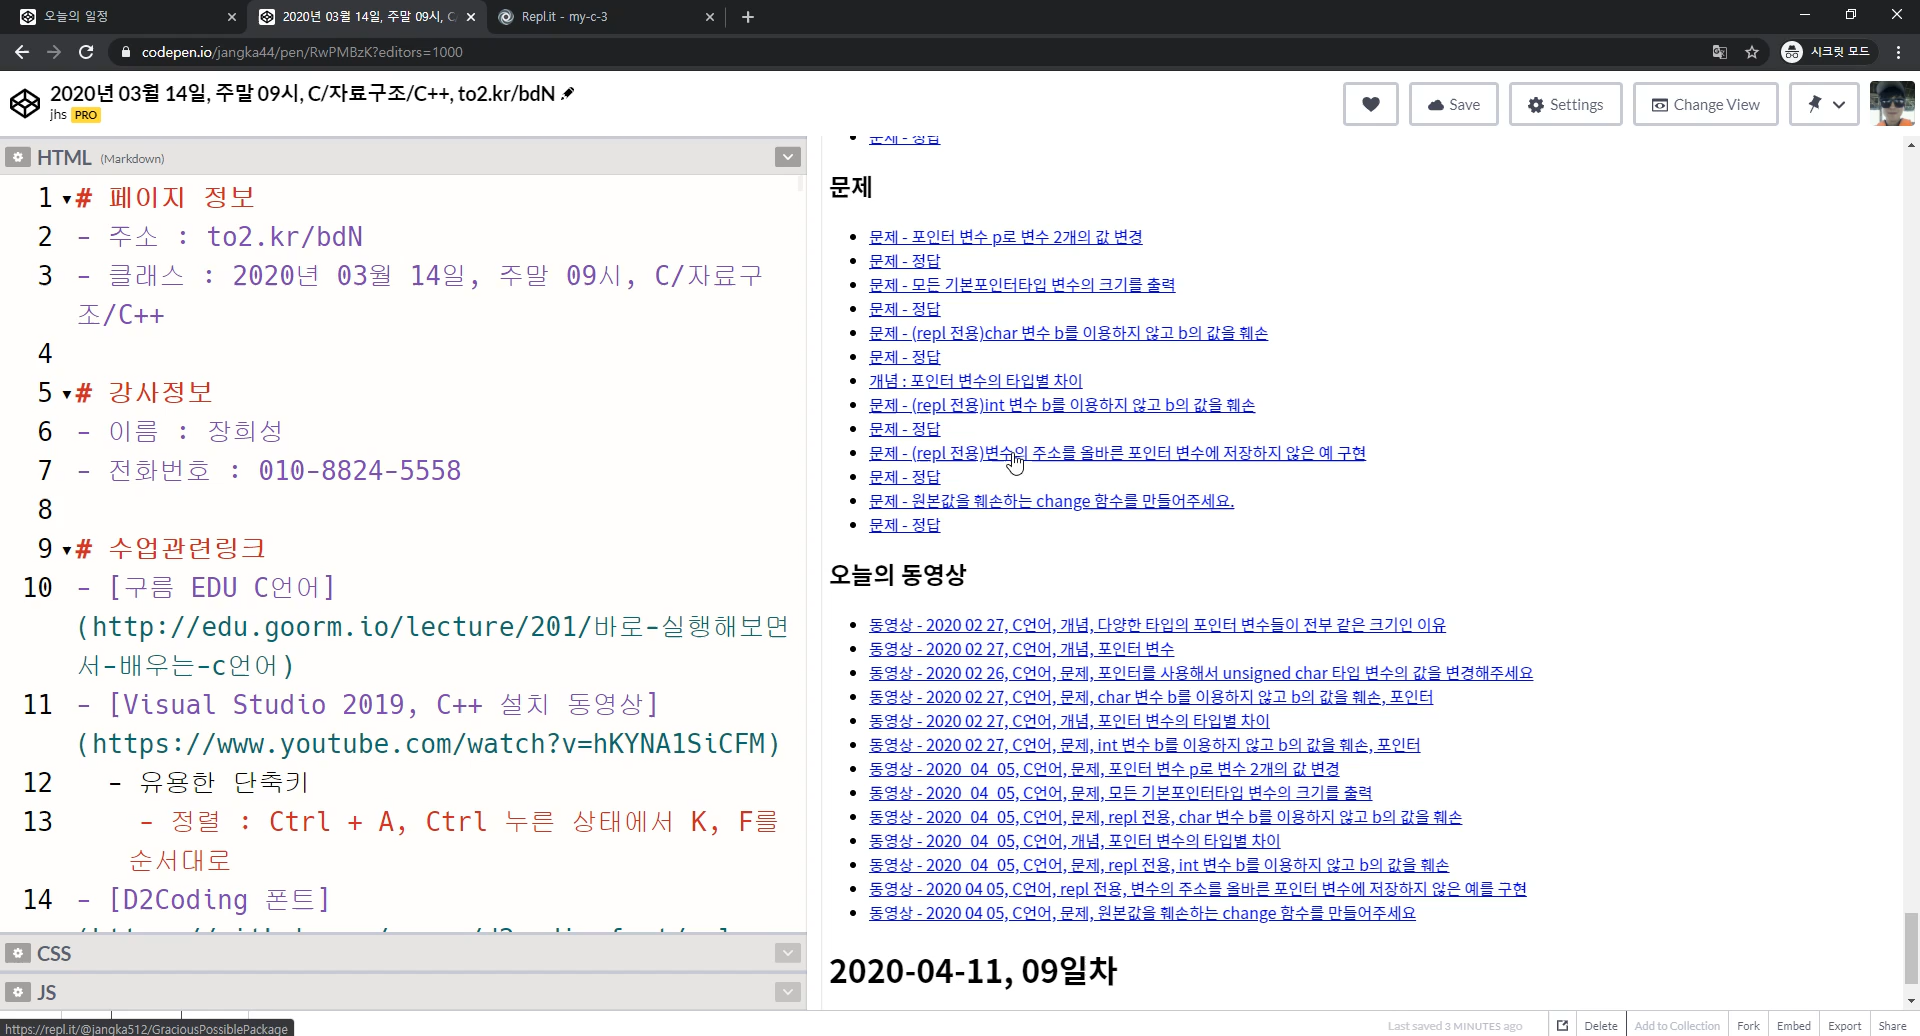 오늘의 일정
2020년 03월 14일, 주말 09시, C
Repl.it - my-c-3
codepen.io/jangka44/pen/RwPMBzK?editors=1000
시크릿 모드
2020년 03월 14일, 주말 09시, C/자료구조/C++, to2.kr/bdN
jhs PRO
Save
Settings
Change View
HTML (Markdown)
1 # 페이지 정보
2 - 주소 : to2.kr/bdN
3 - 클래스 : 2020년 03월 14일, 주말 09시, C/자료구
조/C++
4
5 # 강사정보
6 - 이름 : 장희성
7 - 전화번호 : 010-8824-5558
8
9 # 수업관련링크
10 - [구름 EDU C언어]
(http://edu.goorm.io/lecture/201/바로-실행해보면
서-배우는-c언어)
11 - [Visual Studio 2019, C++ 설치 동영상]
(https://www.youtube.com/watch?v=hKYNA1SiCFM)
12 - 유용한 단축키
13 - 정렬 : Ctrl + A, Ctrl 누른 상태에서 K, F를
순서대로
14 - [D2Coding 폰트]
CSS
JS
https://repl.it/@jangka512/GraciousPossiblePackage
문제 - 정답
문제
문제 - 포인터 변수 p로 변수 2개의 값 변경
문제 - 정답
문제 - 모든 기본포인터타입 변수의 크기를 출력
문제 - 정답
문제 - (repl 전용)char 변수 b를 이용하지 않고 b의 값을 훼손
문제 - 정답
개념 : 포인터 변수의 타입별 차이
문제 - (repl 전용)int 변수 b를 이용하지 않고 b의 값을 훼손
문제 - 정답
문제 - (repl 전용)변수의 주소를 올바른 포인터 변수에 저장하지 않은 예 구현
문제 - 정답
문제 - 원본값을 훼손하는 change 함수를 만들어주세요.
문제 - 정답
오늘의 동영상
동영상 - 2020 02 27, C언어, 개념, 다양한 타입의 포인터 변수들이 전부 같은 크기인 이유
동영상 - 2020 02 27, C언어, 개념, 포인터 변수
동영상 - 2020 02 26, C언어, 문제, 포인터를 사용해서 unsigned char 타입 변수의 값을 변경해주세요
동영상 - 2020 02 27, C언어, 문제, char 변수 b를 이용하지 않고 b의 값을 훼손, 포인터
동영상 - 2020 02 27, C언어, 개념, 포인터 변수의 타입별 차이
동영상 - 2020 02 27, C언어, 문제, int 변수 b를 이용하지 않고 b의 값을 훼손, 포인터
동영상 - 2020 04 05, C언어, 문제, 포인터 변수 p로 변수 2개의 값 변경
동영상 - 2020 04 05, C언어, 문제, 모든 기본포인터타입 변수의 크기를 출력
동영상 - 2020 04 05, C언어, 문제, repl 전용, char 변수 b를 이용하지 않고 b의 값을 훼손
동영상 - 2020 04 05, C언어, 개념, 포인터 변수의 타입별 차이
동영상 - 2020 04 05, C언어, 문제, repl 전용, int 변수 b를 이용하지 않고 b의 값을 훼손
동영상 - 2020 04 05, C언어, repl 전용, 변수의 주소를 올바른 포인터 변수에 저장하지 않은 예를 구현
동영상 - 2020 04 05, C언어, 문제, 원본값을 훼손하는 change 함수를 만들어주세요
2020-04-11, 09일차
Last saved 3 MINUTES ago
Delete
Add to Collection
Fork
Embed
Export
Share